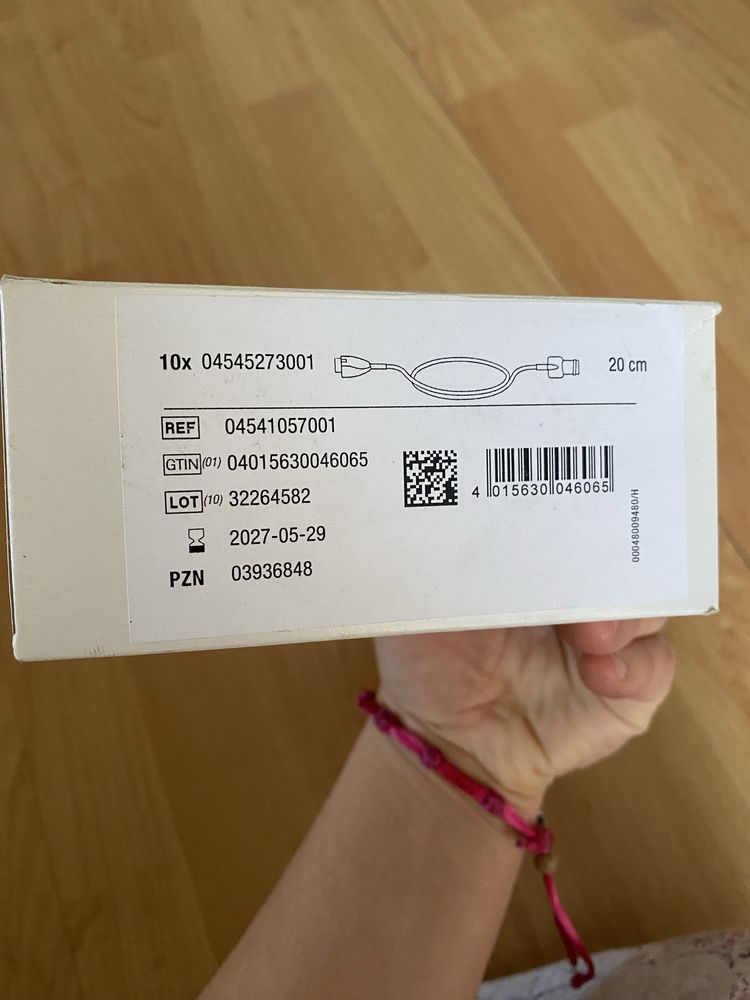 10x 04545273001 20 cm
REF 04541057001
GTIN (01) 04015630046065
4 015630 046065
LOT (10) 32264582
2027-05-29
PZN 03936848
00048009480/H